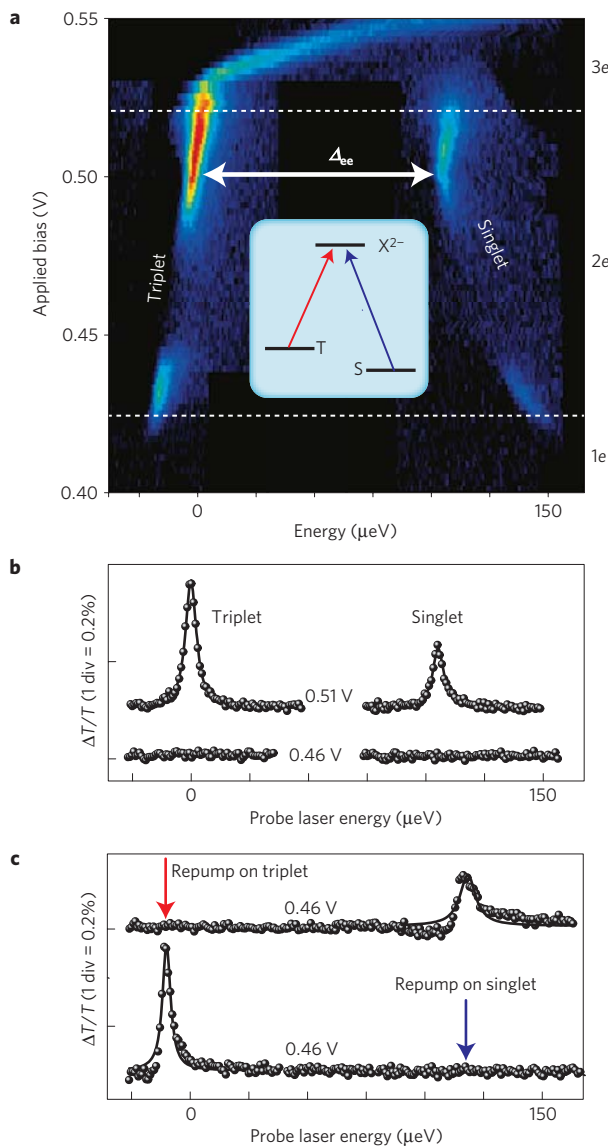 a
0.55
0.50
0.45
0.40
Applied bias (V)
3e
2e
1e
Δee
Triplet
Singlet
X2−
T
S
0
150
Energy (μeV)
b
ΔT/T (1 div = 0.2%)
Triplet
Singlet
0.51 V
0.46 V
0
150
Probe laser energy (μeV)
c
ΔT/T (1 div = 0.2%)
Repump on triplet
0.46 V
Repump on singlet
0.46 V
0
150
Probe laser energy (μeV)